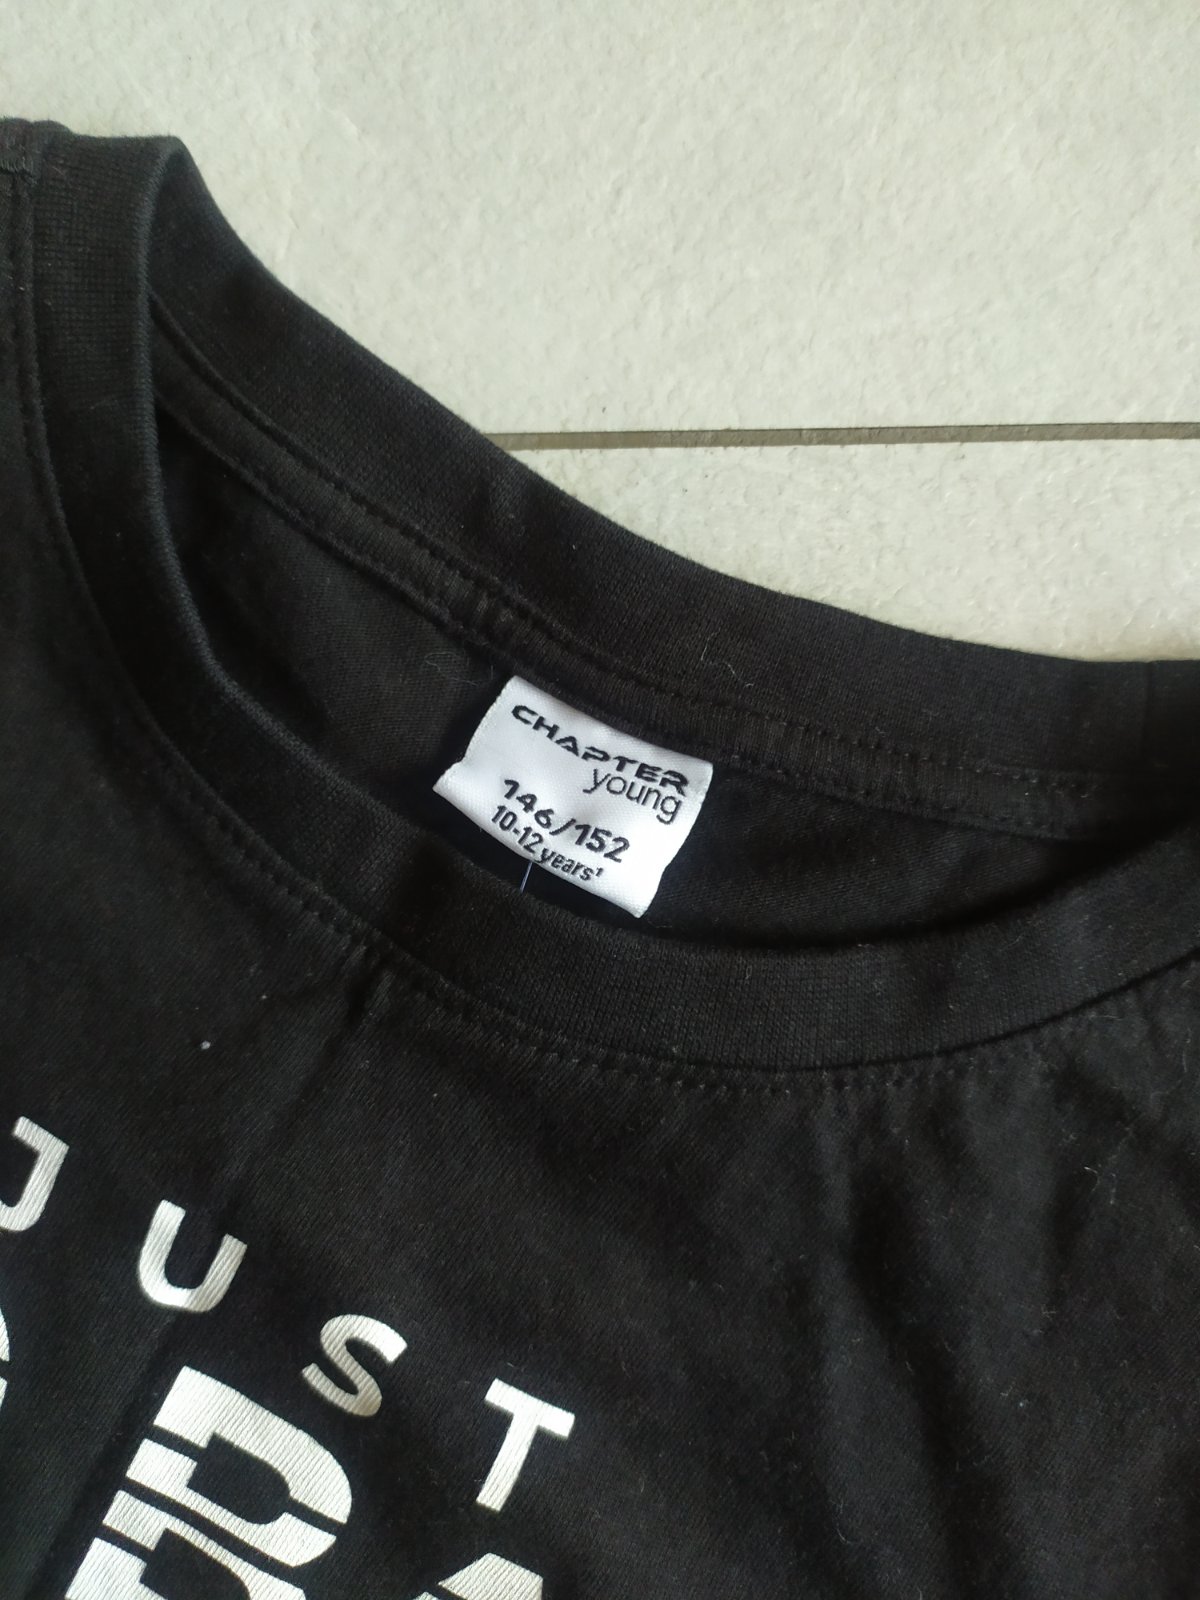 CHAPTER
young
146/152
10-12 years¹
JUST